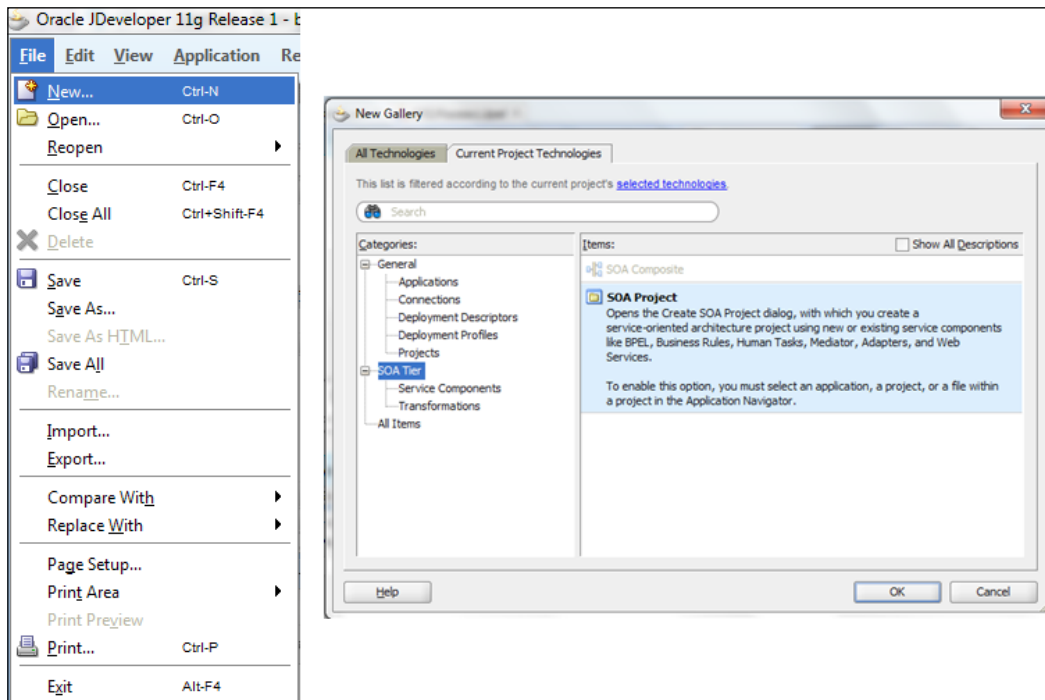 Oracle JDeveloper 11g Release 1 - b
File Edit View Application Re
New... Ctrl-N
Open... Ctrl-O
Reopen
Close Ctrl-F4
Close All Ctrl+Shift-F4
Delete
Save Ctrl-S
Save As...
Save As HTML...
Save All
Rename...
Import...
Export...
Compare With
Replace With
Page Setup...
Print Area
Print Preview
Print... Ctrl-P
Exit Alt-F4
New Gallery
All Technologies Current Project Technologies
This list is filtered according to the current project's selected technologies.
Search
Categories:
General
Applications
Connections
Deployment Descriptors
Deployment Profiles
Projects
SOA Tier
Service Components
Transformations
All Items
Items: Show All Descriptions
SOA Composite
SOA Project
Opens the Create SOA Project dialog, with which you create a
service-oriented architecture project using new or existing service components
like BPEL, Business Rules, Human Tasks, Mediator, Adapters, and Web
Services.
To enable this option, you must select an application, a project, or a file within
a project in the Application Navigator.
Help OK Cancel